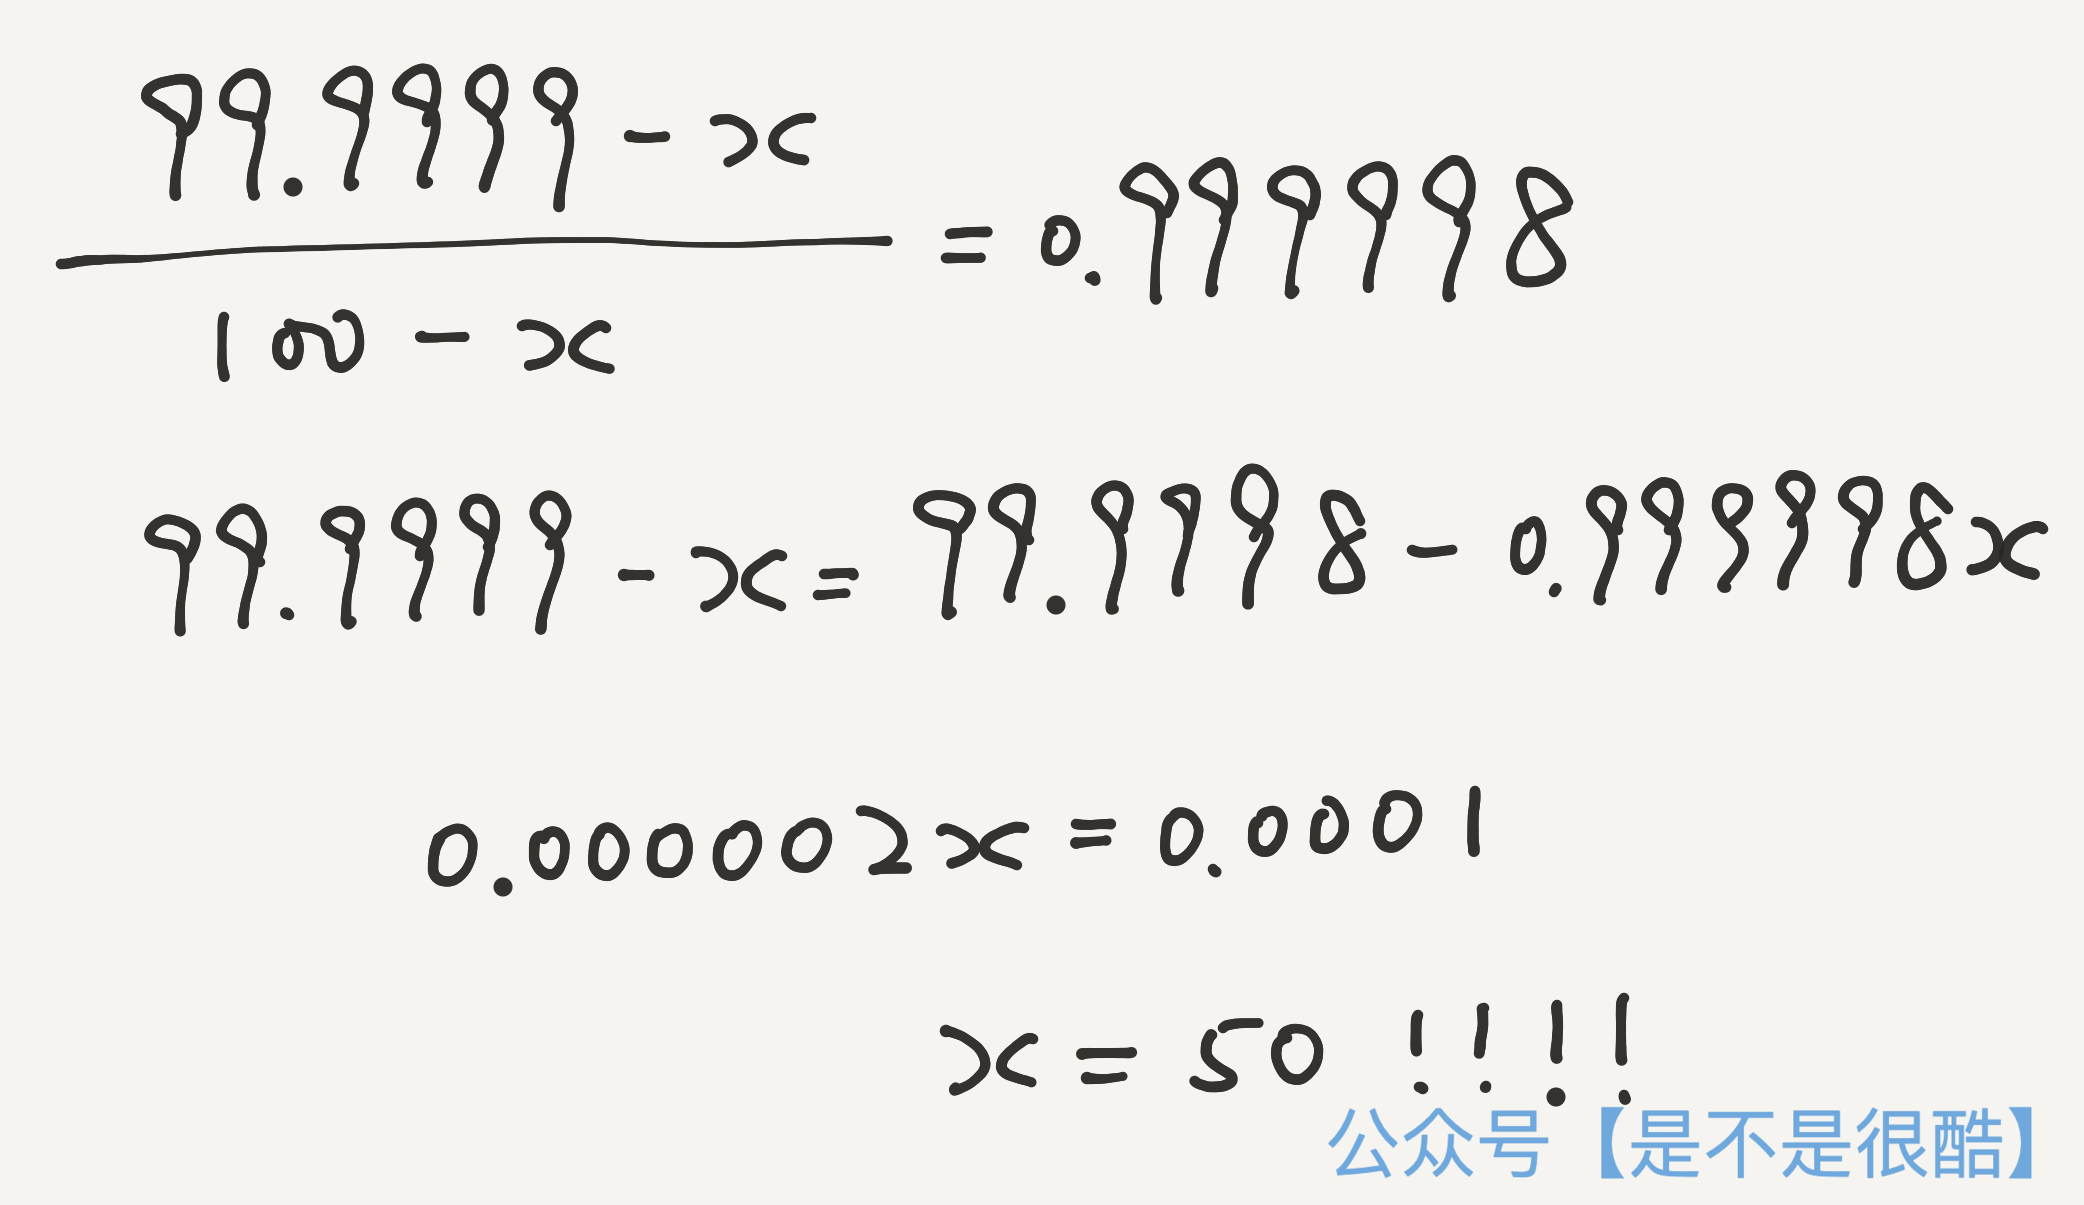 99.9999 - x
= 0.999998
100 - x
99.9999 - x = 99.9998 - 0.999998x
0.000002x = 0.0001
x = 50 !!!!
公众号【是不是很酷】